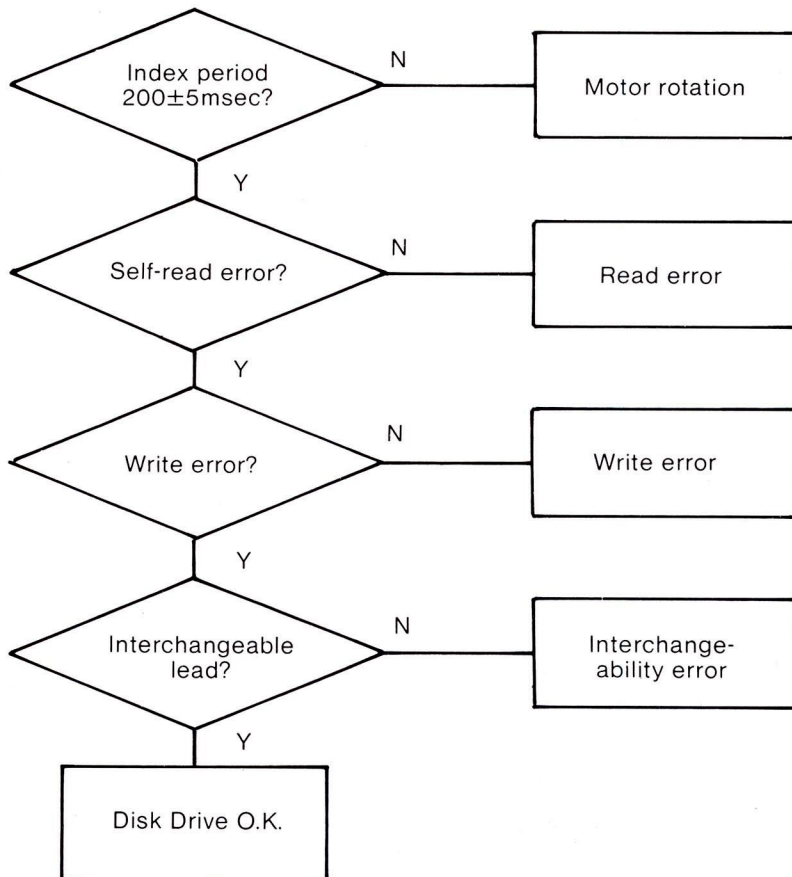 Index period
200±5msec?
N
Motor rotation
Y
Self-read error?
N
Read error
Y
Write error?
N
Write error
Y
Interchangeable
lead?
N
Interchange-
ability error
Y
Disk Drive O.K.